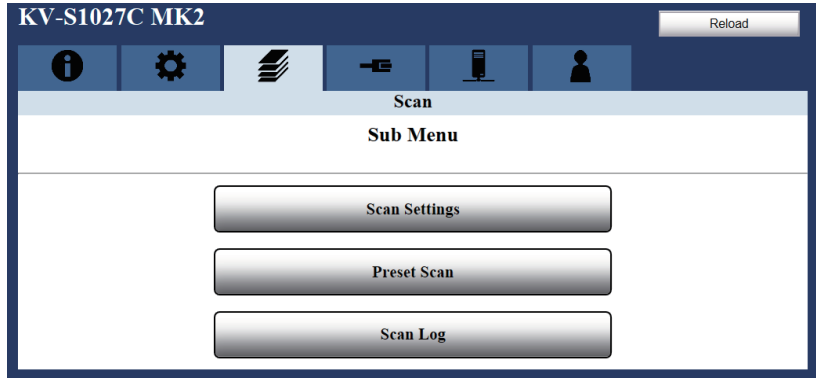 KV-S1027C MK2
Reload
Scan
Sub Menu
Scan Settings
Preset Scan
Scan Log